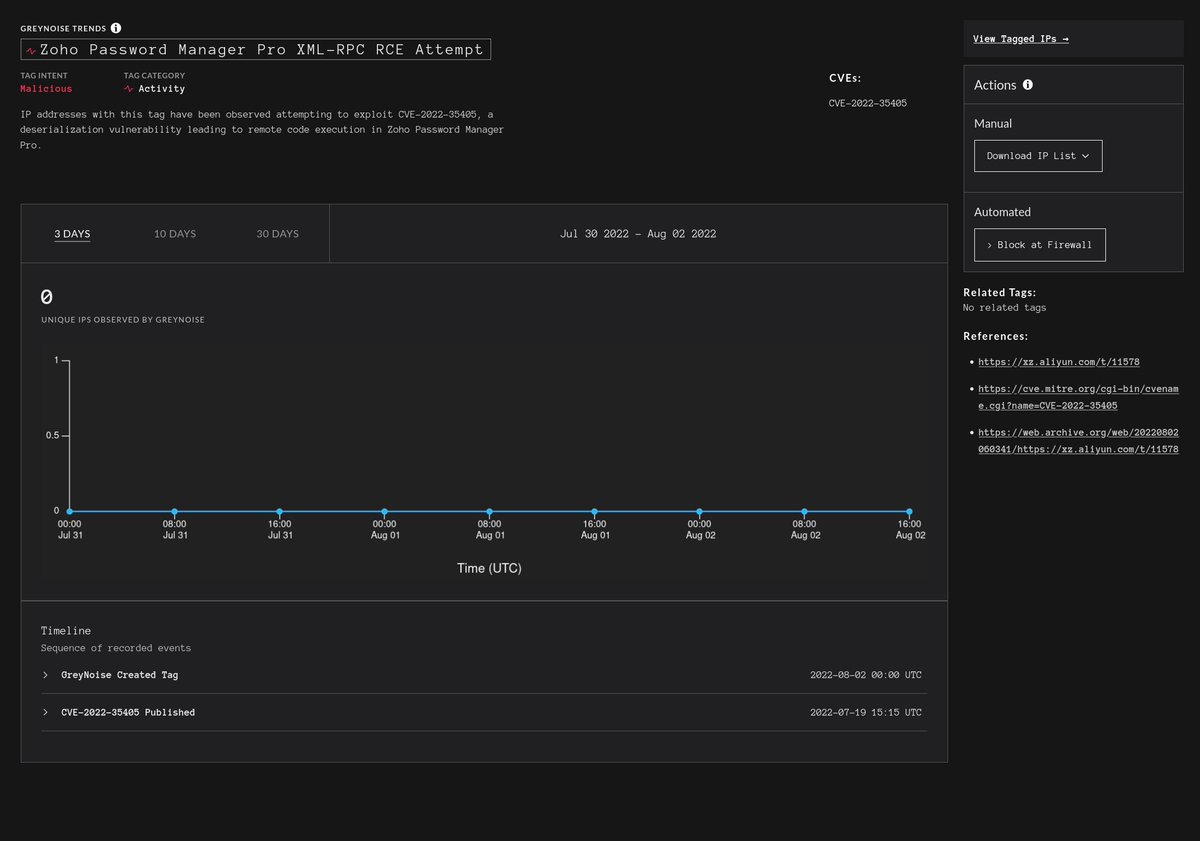 GREYNOISE TRENDS
Zoho Password Manager Pro XML-RPC RCE Attempt
TAG INTENT
Malicious
TAG CATEGORY
Activity
IP addresses with this tag have been observed attempting to exploit CVE-2022-35405, a
deserialization vulnerability leading to remote code execution in Zoho Password Manager
Pro.
CVEs:
CVE-2022-35405
3 DAYS
10 DAYS
30 DAYS
Jul 30 2022 - Aug 02 2022
0
UNIQUE IPS OBSERVED BY GREYNOISE
1
0.5
0
00:00 08:00 16:00 00:00 08:00 16:00 00:00 08:00 16:00
Jul 31 Jul 31 Jul 31 Aug 01 Aug 01 Aug 01 Aug 02 Aug 02 Aug 02
Time (UTC)
Timeline
Sequence of recorded events
GreyNoise Created Tag 2022-08-02 00:00 UTC
CVE-2022-35405 Published 2022-07-19 15:15 UTC
View Tagged IPs →
Actions
Manual
Download IP List
Automated
› Block at Firewall
Related Tags:
No related tags
References:
• https://xz.aliyun.com/t/11578
• https://cve.mitre.org/cgi-bin/cvenam
e.cgi?name=CVE-2022-35405
• https://web.archive.org/web/20220802
060341/https://xz.aliyun.com/t/11578